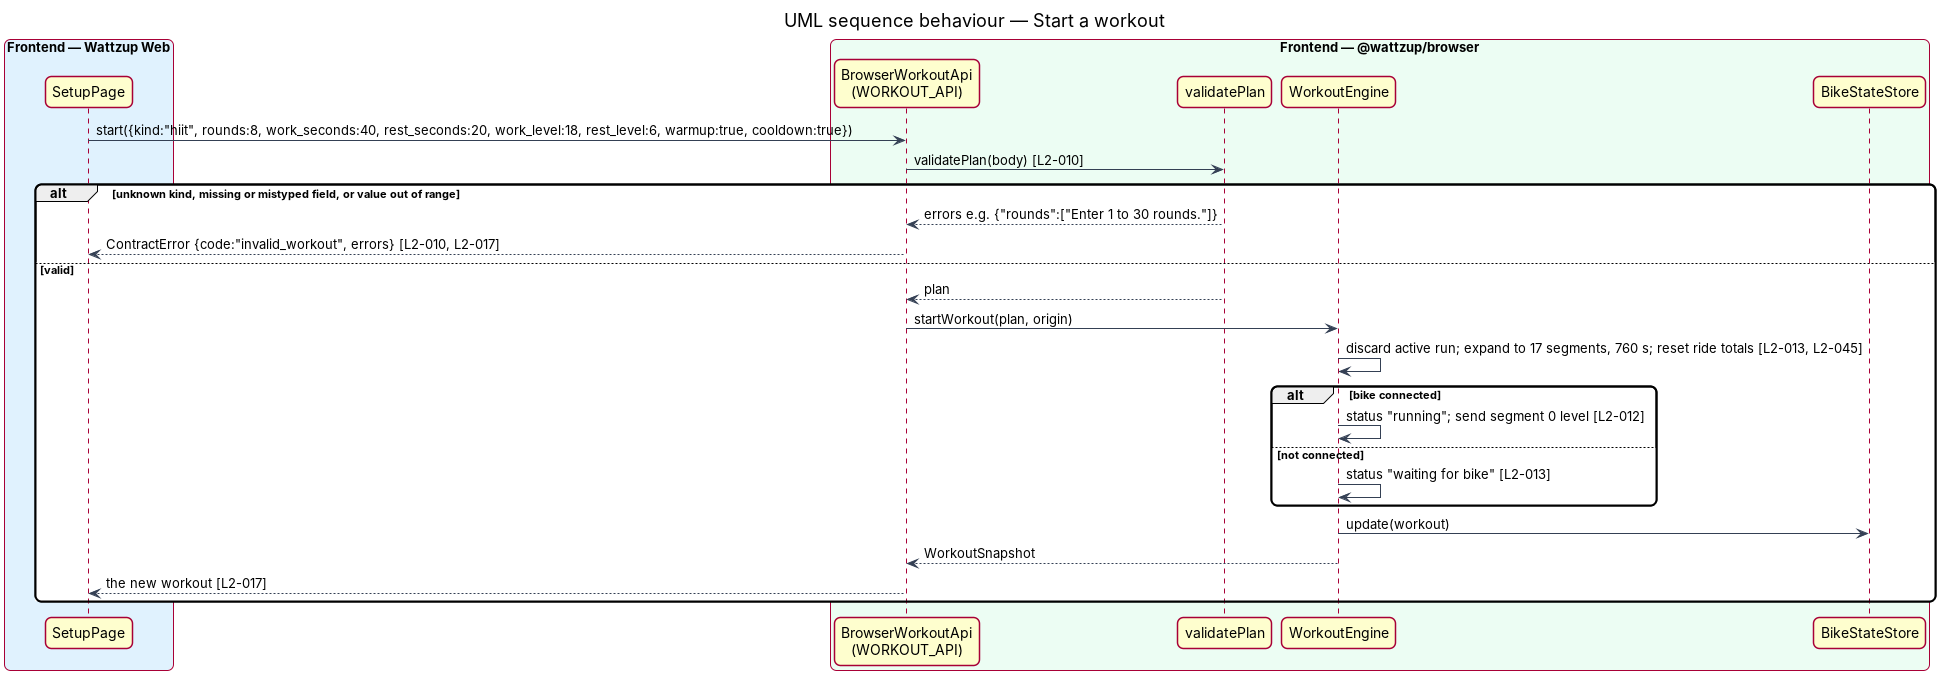 UML sequence behaviour — Start a workout
Frontend — Wattzup Web
Frontend — @wattzup/browser
SetupPage
BrowserWorkoutApi
(WORKOUT_API)
validatePlan
WorkoutEngine
BikeStateStore
start({kind:"hiit", rounds:8, work_seconds:40, rest_seconds:20, work_level:18, rest_level:6, warmup:true, cooldown:true})
validatePlan(body) [L2-010]
alt
[unknown kind, missing or mistyped field, or value out of range]
errors e.g. {"rounds":["Enter 1 to 30 rounds."]}
ContractError {code:"invalid_workout", errors} [L2-010, L2-017]
[valid]
plan
startWorkout(plan, origin)
discard active run; expand to 17 segments, 760 s; reset ride totals [L2-013, L2-045]
alt
[bike connected]
status "running"; send segment 0 level [L2-012]
[not connected]
status "waiting for bike" [L2-013]
update(workout)
WorkoutSnapshot
the new workout [L2-017]
SetupPage
BrowserWorkoutApi
(WORKOUT_API)
validatePlan
WorkoutEngine
BikeStateStore